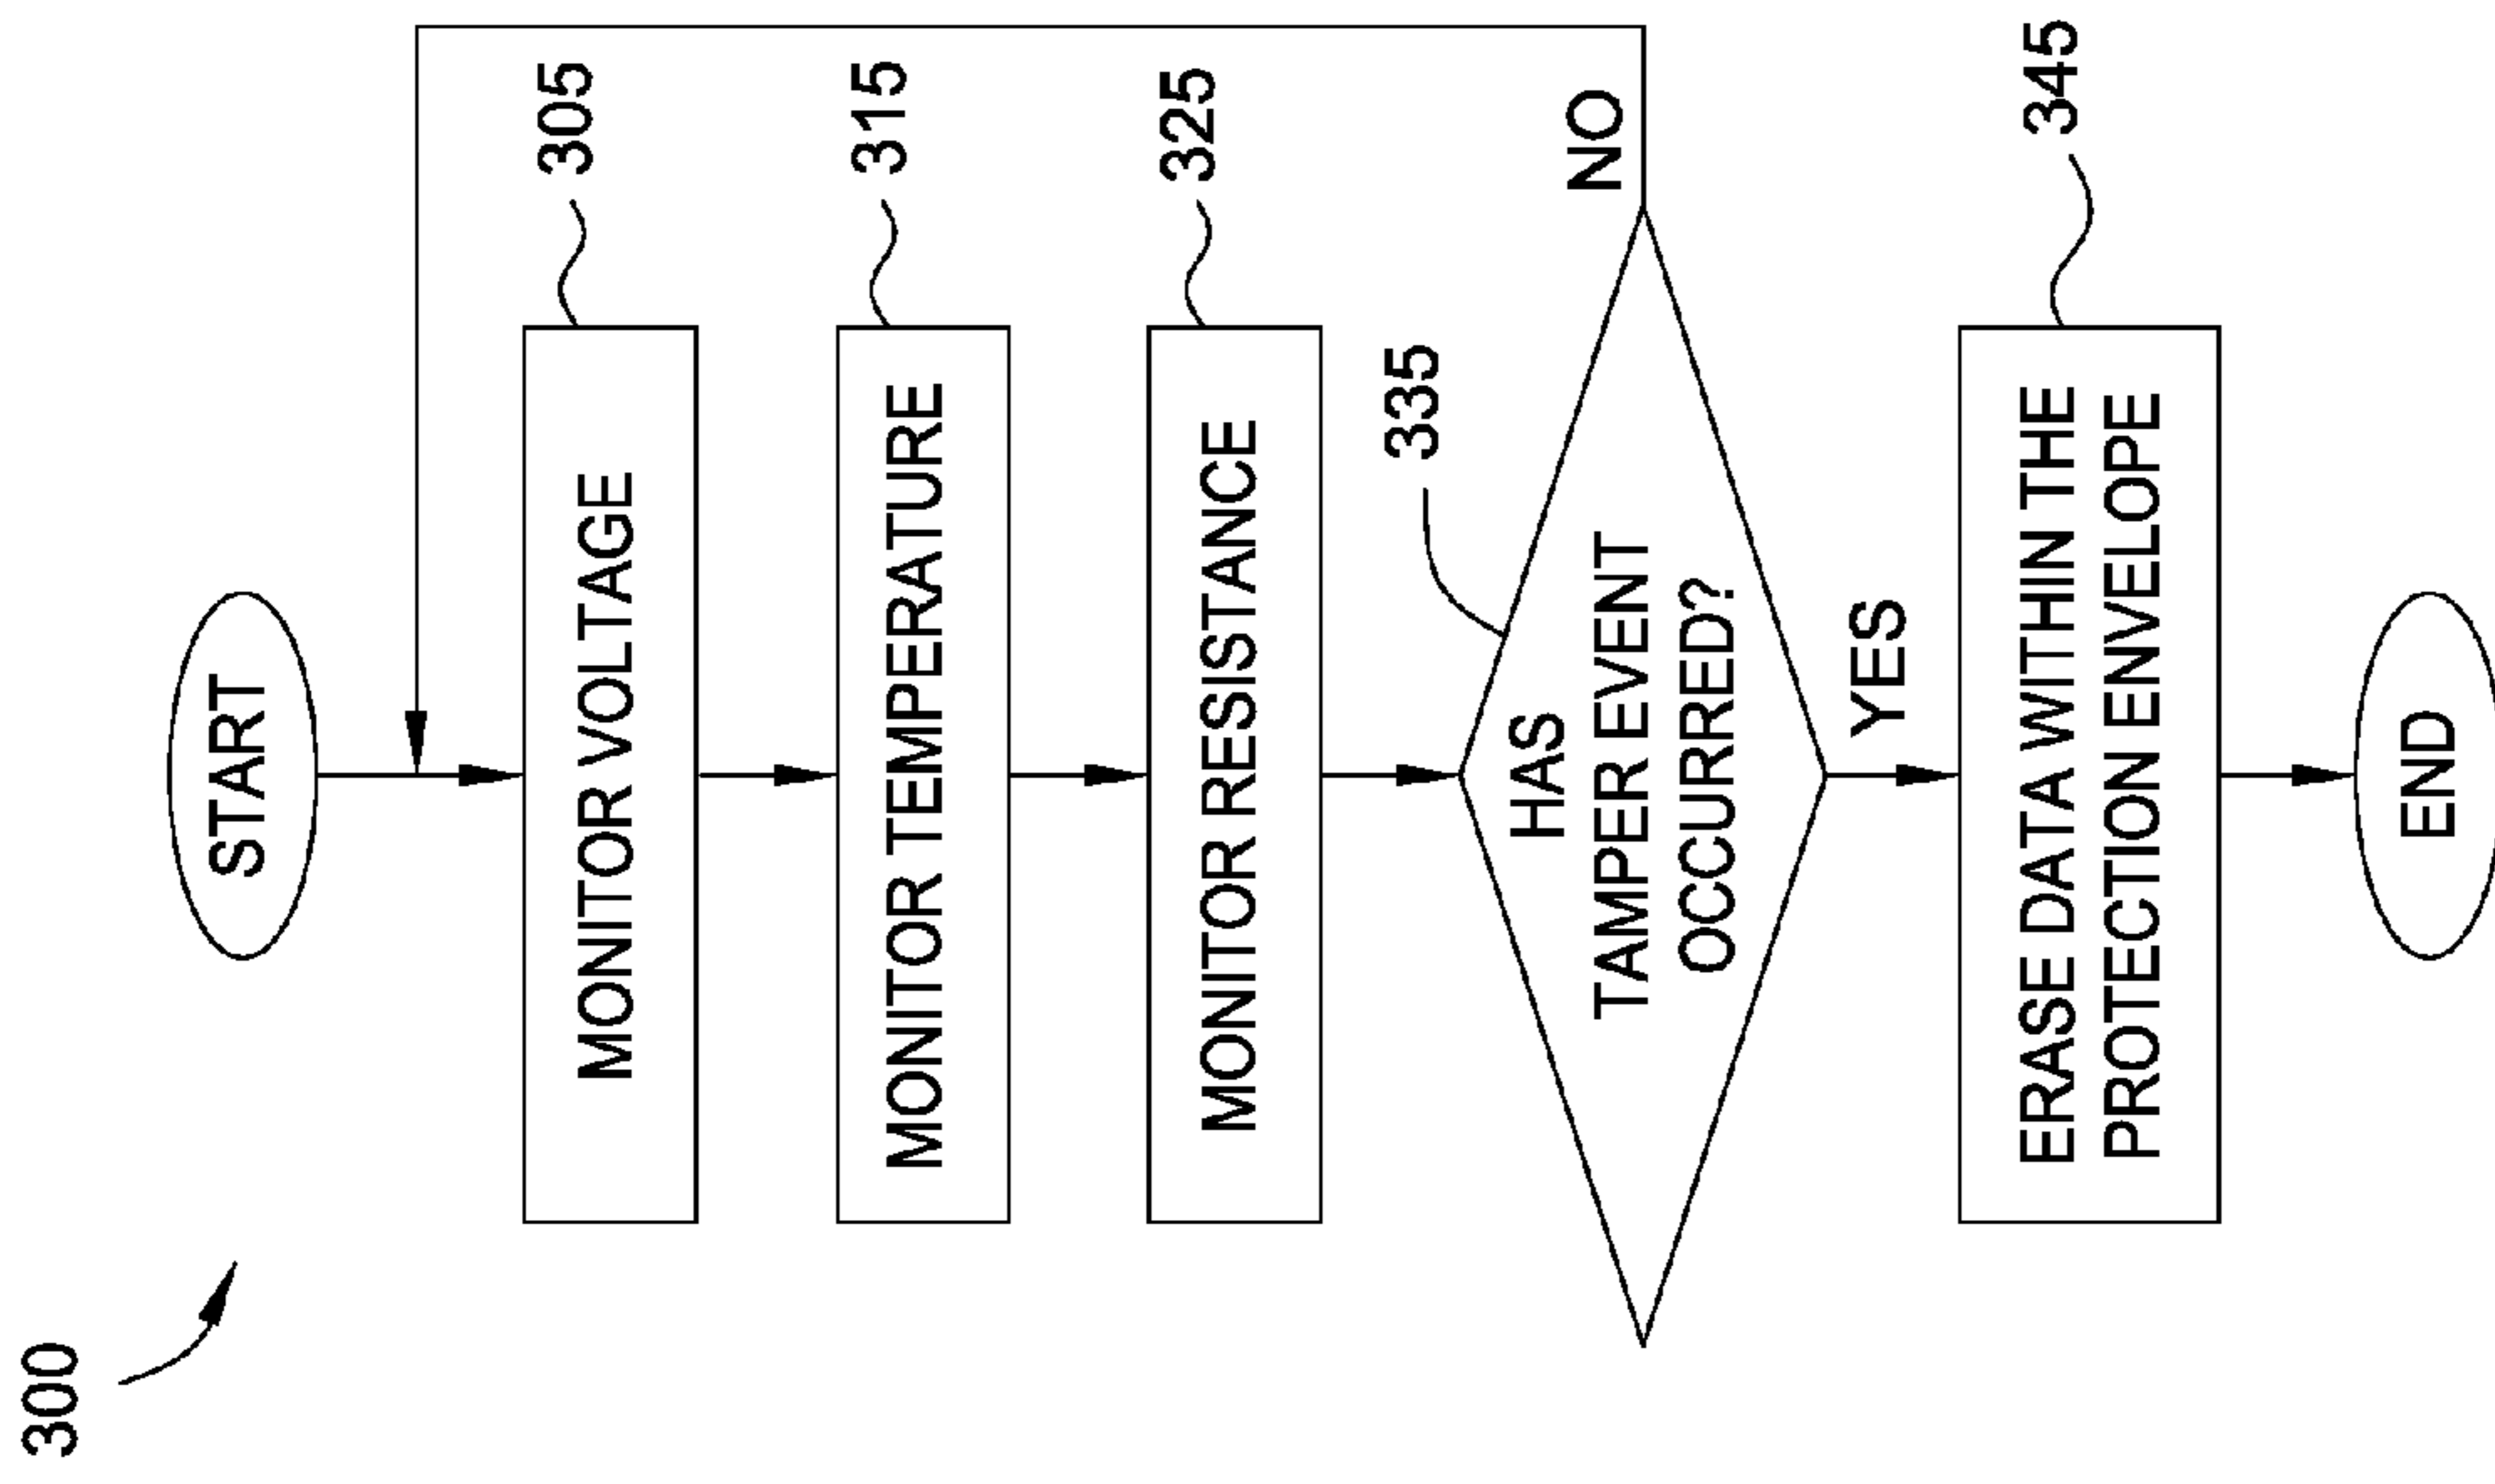 300
START
MONITOR VOLTAGE
305
MONITOR TEMPERATURE
315
MONITOR RESISTANCE
325
335
HAS
TAMPER EVENT
OCCURRED?
NO
YES
ERASE DATA WITHIN THE
PROTECTION ENVELOPE
345
END